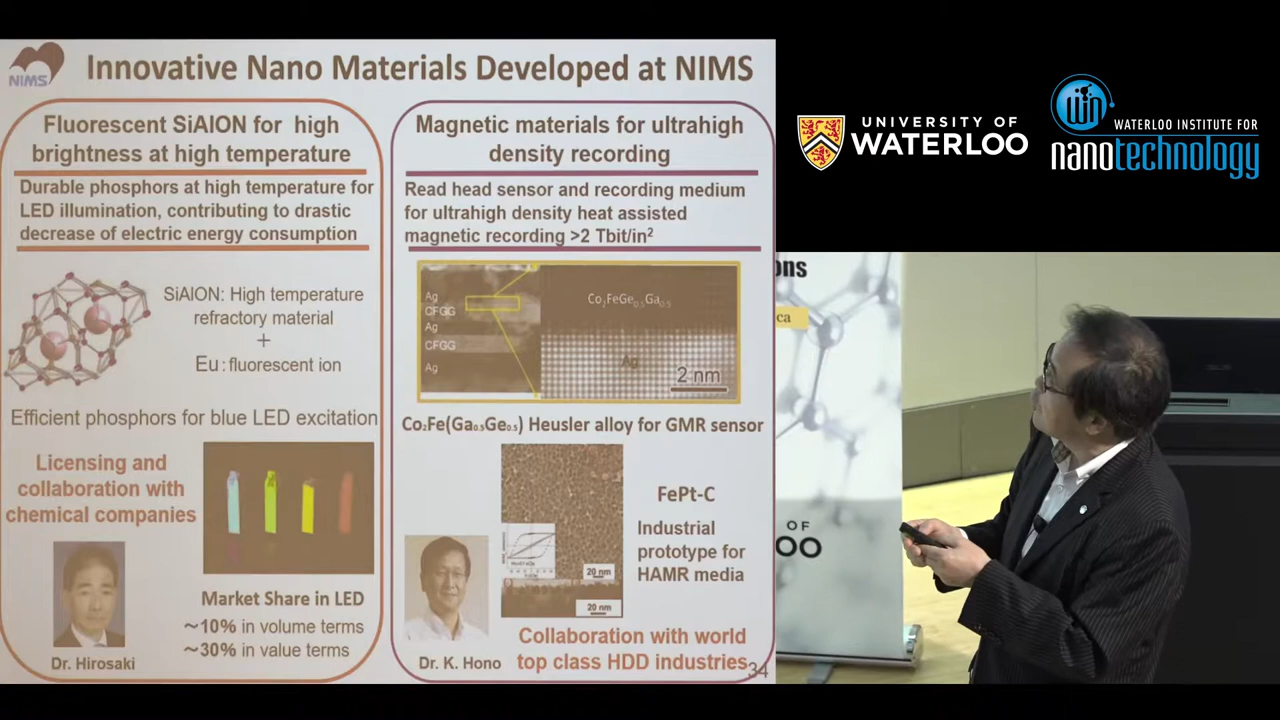 NIMS
Innovative Nano Materials Developed at NIMS
Fluorescent SiAlON for high
brightness at high temperature
Durable phosphors at high temperature for
LED illumination, contributing to drastic
decrease of electric energy consumption
SiAlON: High temperature
refractory material
+
Eu : fluorescent ion
Efficient phosphors for blue LED excitation
Licensing and
collaboration with
chemical companies
Dr. Hirosaki
Market Share in LED
~10% in volume terms
~30% in value terms
Magnetic materials for ultrahigh
density recording
Read head sensor and recording medium
for ultrahigh density heat assisted
magnetic recording >2 Tbit/in²
Ag
CFGG
Ag
CFGG
Ag
Co₂FeGe₀.₅Ga₀.₅
Ag
2 nm
Co₂Fe(Ga₀.₅Ge₀.₅) Heusler alloy for GMR sensor
FePt-C
Industrial
prototype for
HAMR media
20 nm
20 nm
Dr. K. Hono
Collaboration with world
top class HDD industries
34
UNIVERSITY OF
WATERLOO
WIN
WATERLOO INSTITUTE FOR
nanotechnology
ons
ca
OF
OO